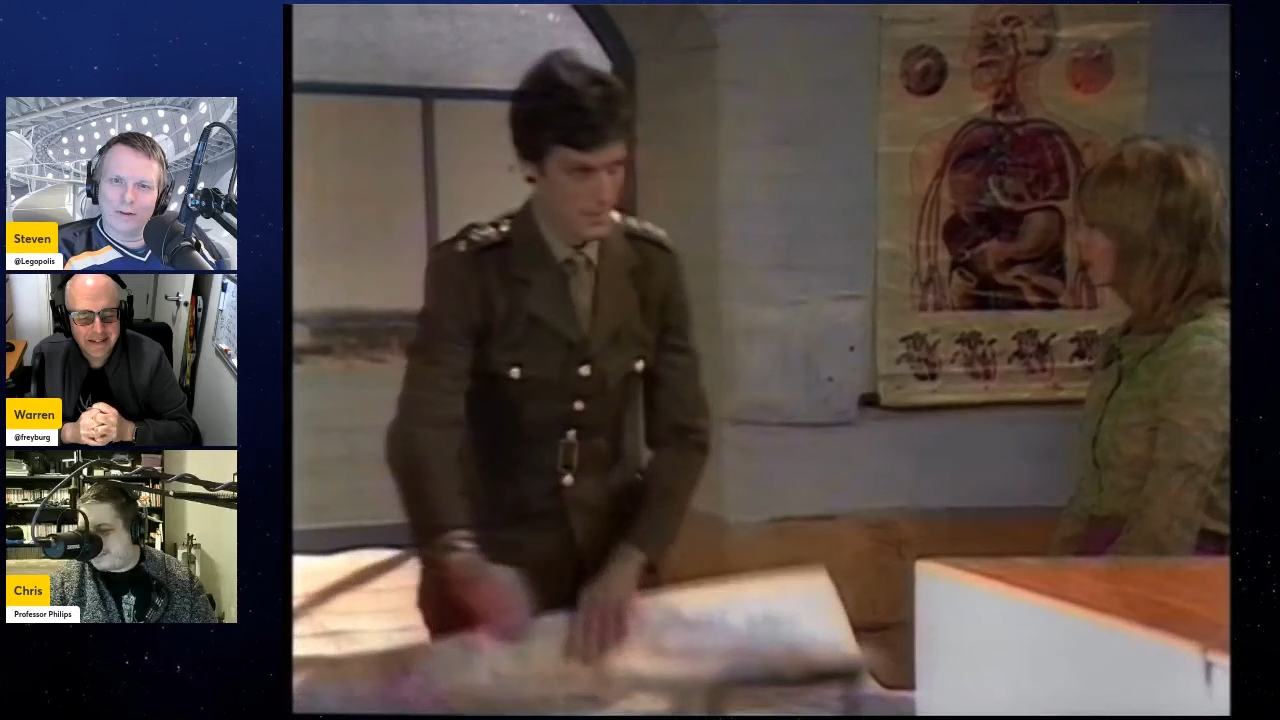 Steven
@Legopolis
Warren
@freyburg
Chris
Professor Philips